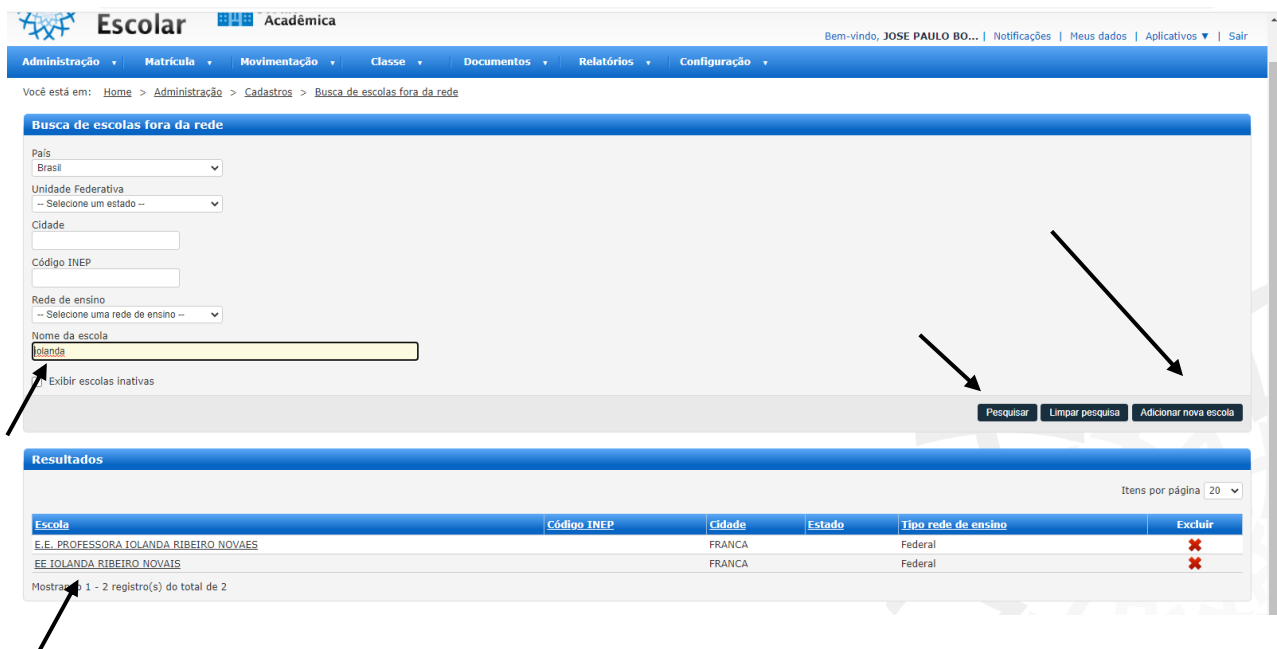 Escolar
Acadêmica
Bem-vindo, JOSE PAULO BO... | Notificações | Meus dados | Aplicativos ▼ | Sair
Administração Matrícula Movimentação Classe Documentos Relatórios Configuração
Você está em: Home > Administração > Cadastros > Busca de escolas fora da rede
Busca de escolas fora da rede
País
Brasil
Unidade Federativa
-- Selecione um estado --
Cidade
Código INEP
Rede de ensino
-- Selecione uma rede de ensino --
Nome da escola
iolanda
Exibir escolas inativas
Pesquisar Limpar pesquisa Adicionar nova escola
Resultados
Itens por página 20
Escola Código INEP Cidade Estado Tipo rede de ensino Excluir
E.E. PROFESSORA IOLANDA RIBEIRO NOVAES FRANCA Federal
EE IOLANDA RIBEIRO NOVAIS FRANCA Federal
Mostrando 1 - 2 registro(s) do total de 2